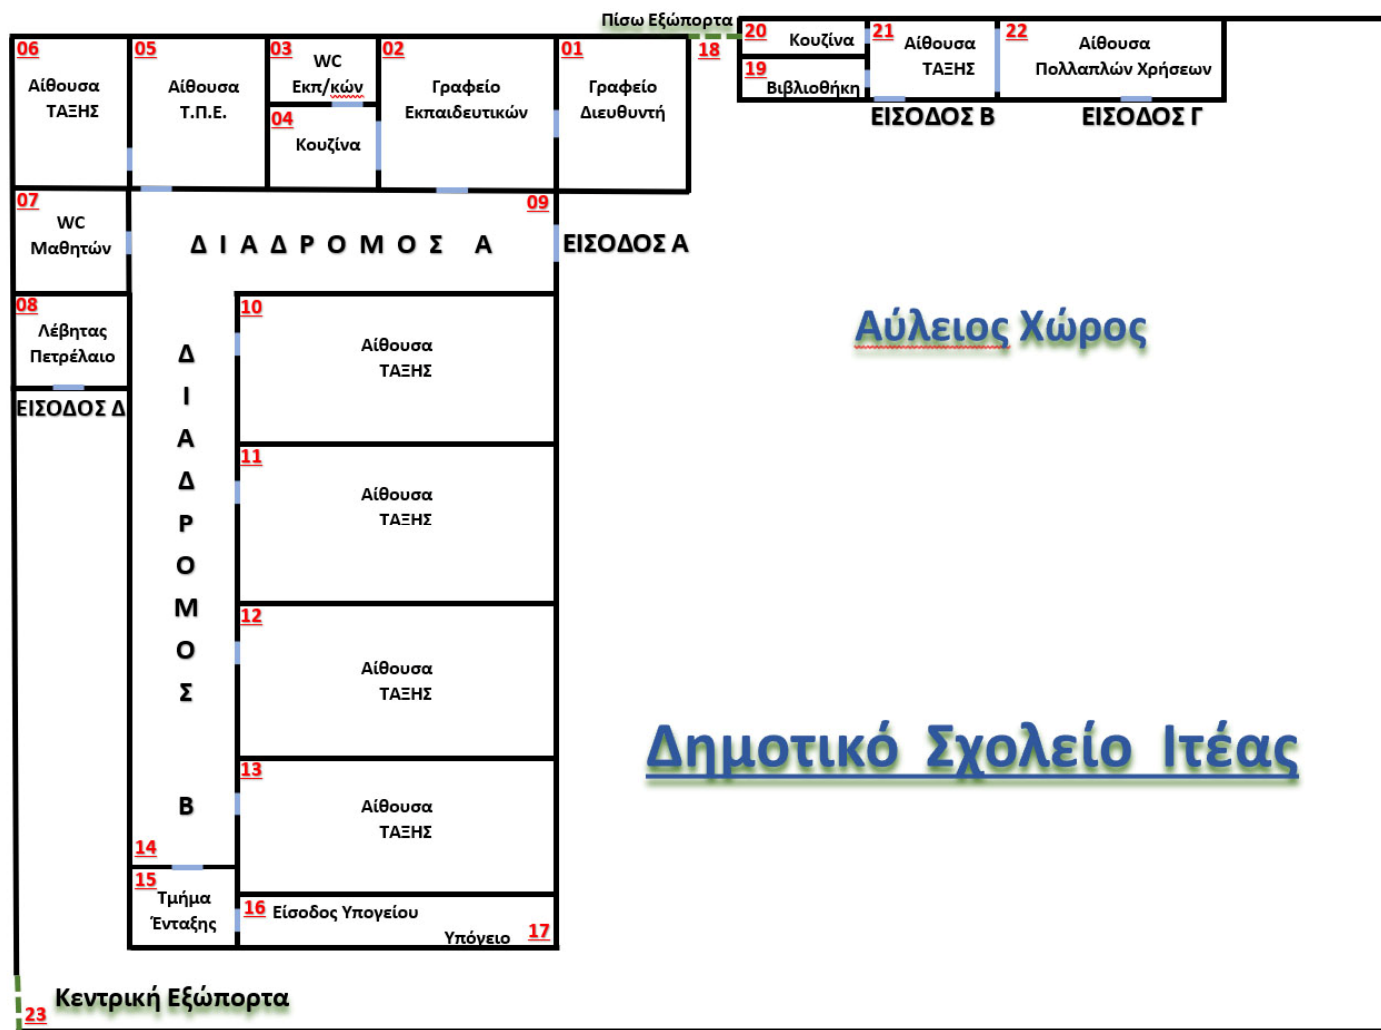 Πίσω Εξώπορτα
18
06
Αίθουσα
ΤΑΞΗΣ
05
Αίθουσα
Τ.Π.Ε.
03
WC
Εκπ/κών
04
Κουζίνα
02
Γραφείο
Εκπαιδευτικών
01
Γραφείο
Διευθυντή
20
Κουζίνα
19
Βιβλιοθήκη
21
Αίθουσα
ΤΑΞΗΣ
22
Αίθουσα
Πολλαπλών Χρήσεων
ΕΙΣΟΔΟΣ Β
ΕΙΣΟΔΟΣ Γ
07
WC
Μαθητών
09
ΔΙΑΔΡΟΜΟΣ Α
ΕΙΣΟΔΟΣ Α
08
Λέβητας
Πετρέλαιο
ΕΙΣΟΔΟΣ Δ
Αύλειος Χώρος
ΔΙΑΔΡΟΜΟΣ Β
10
Αίθουσα
ΤΑΞΗΣ
11
Αίθουσα
ΤΑΞΗΣ
12
Αίθουσα
ΤΑΞΗΣ
13
Αίθουσα
ΤΑΞΗΣ
Δημοτικό Σχολείο Ιτέας
14
15
Τμήμα
Ένταξης
16 Είσοδος Υπογείου
Υπόγειο 17
Κεντρική Εξώπορτα
23